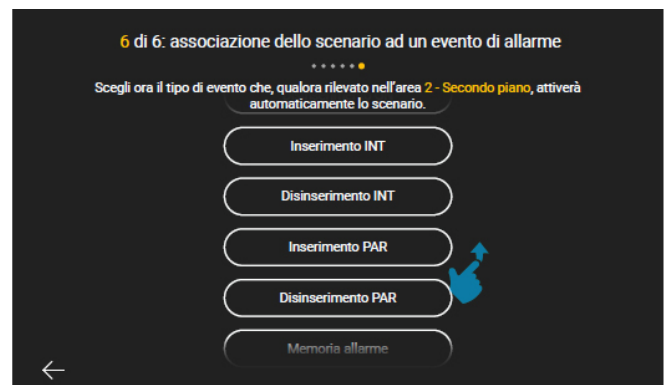 6 di 6: associazione dello scenario ad un evento di allarme
Scegli ora il tipo di evento che, qualora rilevato nell'area 2 - Secondo piano, attiverà
automaticamente lo scenario.
Inserimento INT
Disinserimento INT
Inserimento PAR
Disinserimento PAR
Memoria allarme